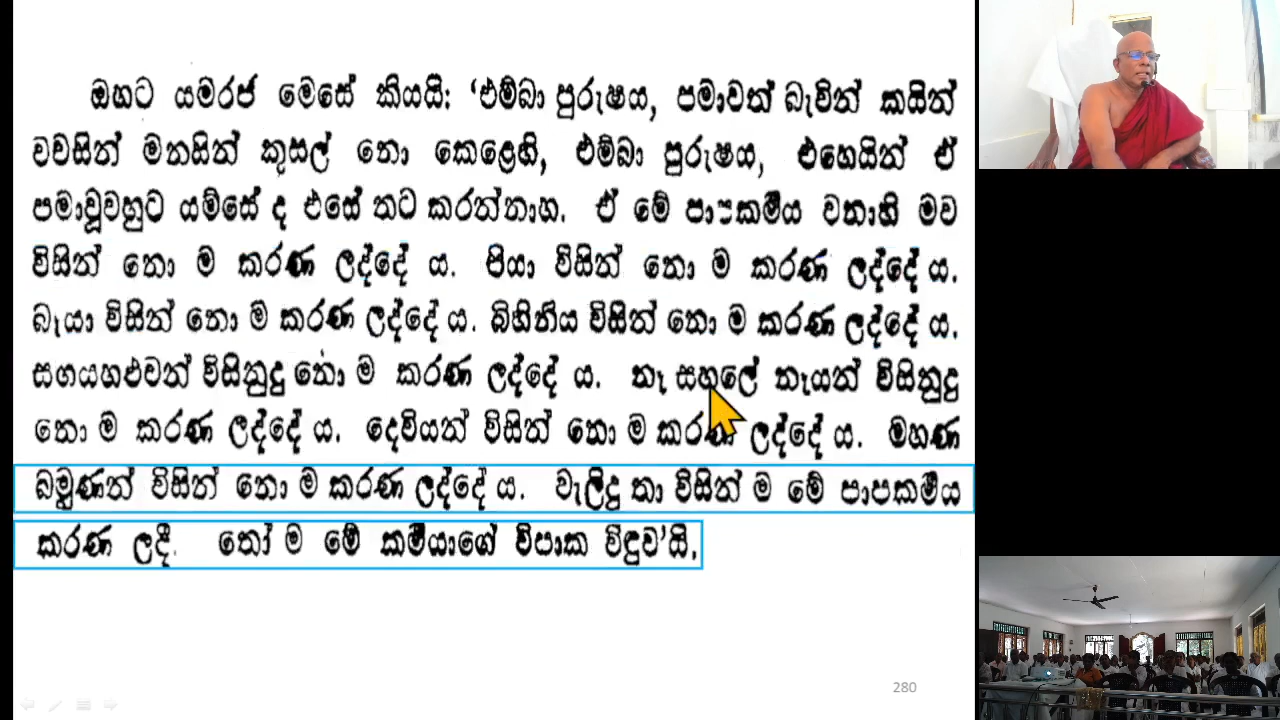 ඔහට යමරජ මෙසේ කියයි: ‘එම්බා පුරුෂය, පමාවත් බැවින් කයින්
වචසින් මනසින් කුසල් නො කෙළෙහි, එම්බා පුරුෂය, එහෙයින් ඒ
පමාවූවහුට යම්සේ ද එසේ තට කරන්නාහ. ඒ මේ පාපකර්මය වනාහි මව
විසින් නො ම කරණ ලද්දේ ය. පියා විසින් නො ම කරණ ලද්දේ ය.
බෑයා විසින් නො ම කරණ ලද්දේ ය. බිහිනිය විසින් නො ම කරණ ලද්දේ ය.
සගයහළුවන් විසිනුදු නො ම කරණ ලද්දේ ය. නෑ සහලේ නෑයන් විසිනුදු
නො ම කරණ ලද්දේ ය. දෙවියන් විසින් නො ම කරණ ලද්දේ ය. මහණ
බමුණන් විසින් නො ම කරණ ලද්දේ ය. වැලිදු තා විසින් ම මේ පාපකර්මය
කරණ ලදී. තෝ ම මේ කර්මයාගේ විපාක විඳුව’යි.
280